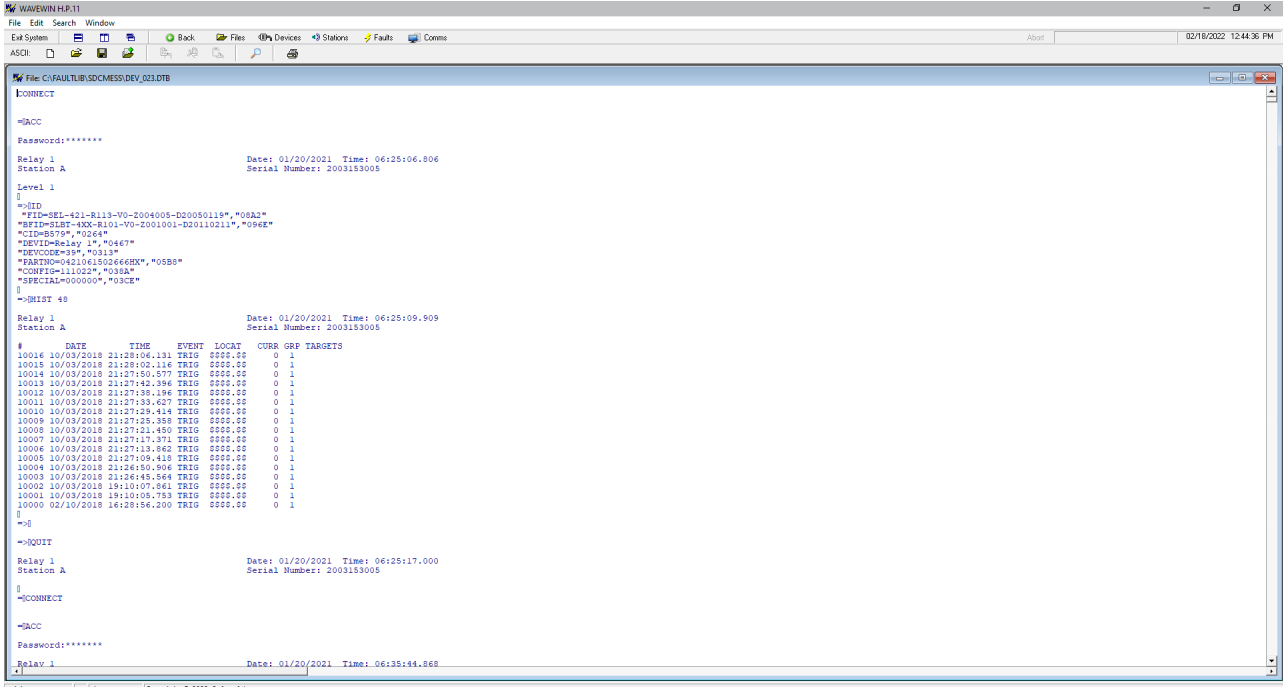 WAVEWIN H.P.11
File Edit Search Window
Exit System Back Files Devices Stations Faults Comms Abort 02/18/2022 12:44:36 PM
ASCII:
File: C:\FAULTLIB\SDCMESS\DEV_023.DTB
CONNECT
=▯ACC
Password:*******
Relay 1 Date: 01/20/2021 Time: 06:25:06.806
Station A Serial Number: 2003153005
Level 1
▯
=>▯ID
"FID=SEL-421-R113-V0-Z004005-D20050119","08A2"
"BFID=SLBT-4XX-R101-V0-Z001001-D20110211","096E"
"CID=B579","0264"
"DEVID=Relay 1","0467"
"DEVCODE=39","0313"
"PARTNO=0421061502666HX","05B8"
"CONFIG=111022","038A"
"SPECIAL=000000","03CE"
▯
=>▯HIST 48
Relay 1 Date: 01/20/2021 Time: 06:25:09.909
Station A Serial Number: 2003153005
# DATE TIME EVENT LOCAT CURR GRP TARGETS
10016 10/03/2018 21:28:06.131 TRIG $$$$.$$ 0 1
10015 10/03/2018 21:28:02.116 TRIG $$$$.$$ 0 1
10014 10/03/2018 21:27:50.577 TRIG $$$$.$$ 0 1
10013 10/03/2018 21:27:42.396 TRIG $$$$.$$ 0 1
10012 10/03/2018 21:27:38.196 TRIG $$$$.$$ 0 1
10011 10/03/2018 21:27:33.627 TRIG $$$$.$$ 0 1
10010 10/03/2018 21:27:29.414 TRIG $$$$.$$ 0 1
10009 10/03/2018 21:27:25.358 TRIG $$$$.$$ 0 1
10008 10/03/2018 21:27:21.450 TRIG $$$$.$$ 0 1
10007 10/03/2018 21:27:17.371 TRIG $$$$.$$ 0 1
10006 10/03/2018 21:27:13.862 TRIG $$$$.$$ 0 1
10005 10/03/2018 21:27:09.418 TRIG $$$$.$$ 0 1
10004 10/03/2018 21:26:50.906 TRIG $$$$.$$ 0 1
10003 10/03/2018 21:26:45.564 TRIG $$$$.$$ 0 1
10002 10/03/2018 19:10:07.861 TRIG $$$$.$$ 0 1
10001 10/03/2018 19:10:05.753 TRIG $$$$.$$ 0 1
10000 02/10/2018 16:28:56.200 TRIG $$$$.$$ 0 1
▯
=>▯
=>▯QUIT
Relay 1 Date: 01/20/2021 Time: 06:25:17.000
Station A Serial Number: 2003153005
▯
=▯CONNECT
=▯ACC
Password:*******
Relay 1 Date: 01/20/2021 Time: 06:35:44.868